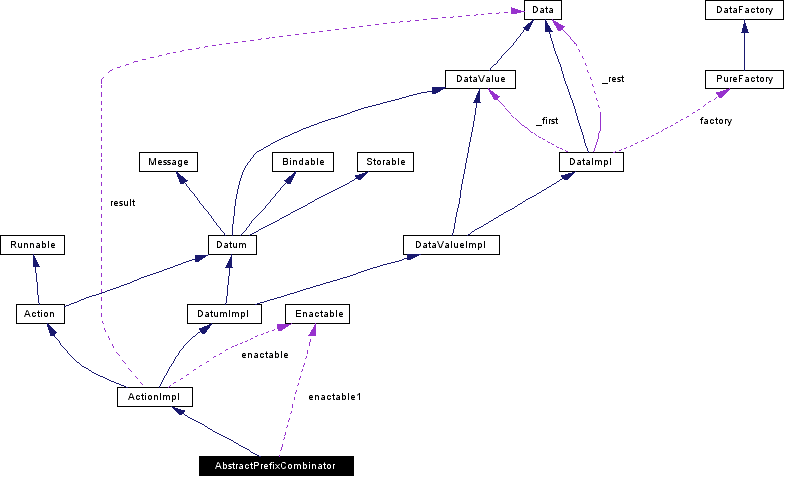 Data
DataFactory
DataValue
_rest
PureFactory
_first
factory
Message
Bindable
Storable
DataImpl
result
Runnable
Datum
DataValueImpl
Action
DatumImpl
Enactable
enactable
ActionImpl
enactable1
AbstractPrefixCombinator